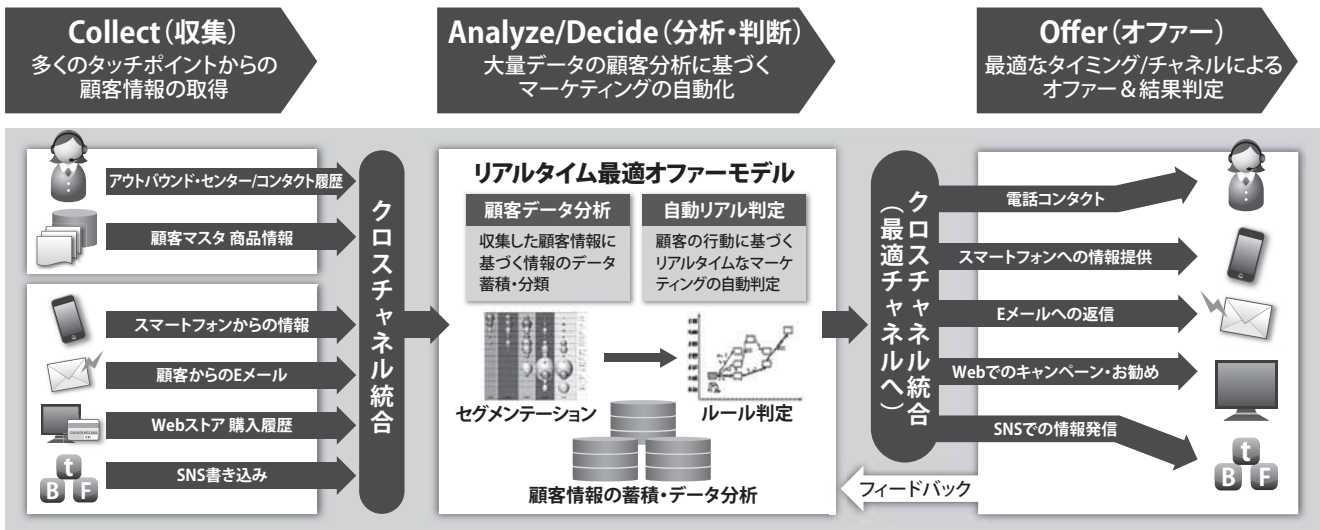 Collect（収集）
多くのタッチポイントからの
顧客情報の取得
Analyze/Decide（分析・判断）
大量データの顧客分析に基づく
マーケティングの自動化
Offer（オファー）
最適なタイミング/チャネルによる
オファー＆結果判定
アウトバウンド・センター/コンタクト履歴
顧客マスタ 商品情報
スマートフォンからの情報
顧客からのEメール
Webストア 購入履歴
SNS書き込み
t
B F
クロスチャネル統合
リアルタイム最適オファーモデル
顧客データ分析
収集した顧客情報に
基づく情報のデータ
蓄積・分類
自動リアル判定
顧客の行動に基づく
リアルタイムなマーケ
ティングの自動判定
セグメンテーション
ルール判定
顧客情報の蓄積・データ分析
クロスチャネル統合
（最適チャネルへ）
電話コンタクト
スマートフォンへの情報提供
Eメールへの返信
Webでのキャンペーン・お勧め
SNSでの情報発信
t
B F
フィードバック